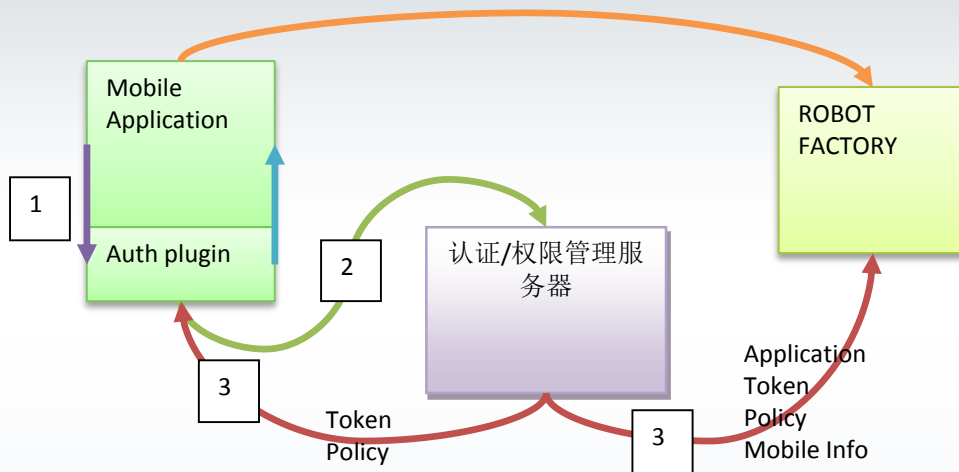 Mobile
Application
ROBOT
FACTORY
1
Auth plugin
2
认证/权限管理服
务器
3
Token
Policy
3
Application
Token
Policy
Mobile Info